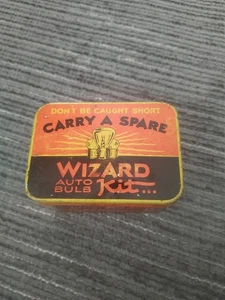 DON'T BE CAUGHT SHORT
CARRY A SPARE
WIZARD
AUTO
BULB Kit